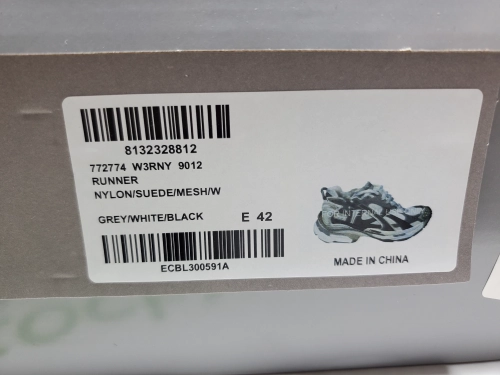 8132328812
772774 W3RNY 9012
RUNNER
NYLON/SUEDE/MESH/W
GREY/WHITE/BLACK E 42
ECBL300591A
MADE IN CHINA